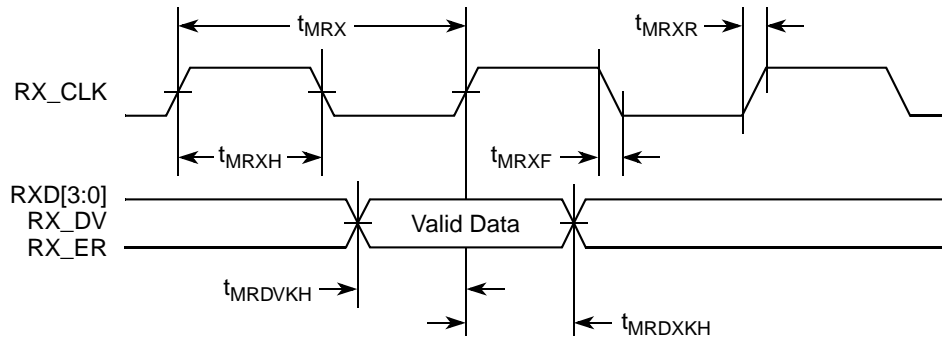 tMRX
tMRXR
RX_CLK
tMRXH
tMRXF
RXD[3:0]
RX_DV
Valid Data
RX_ER
tMRDVKH
tMRDXKH